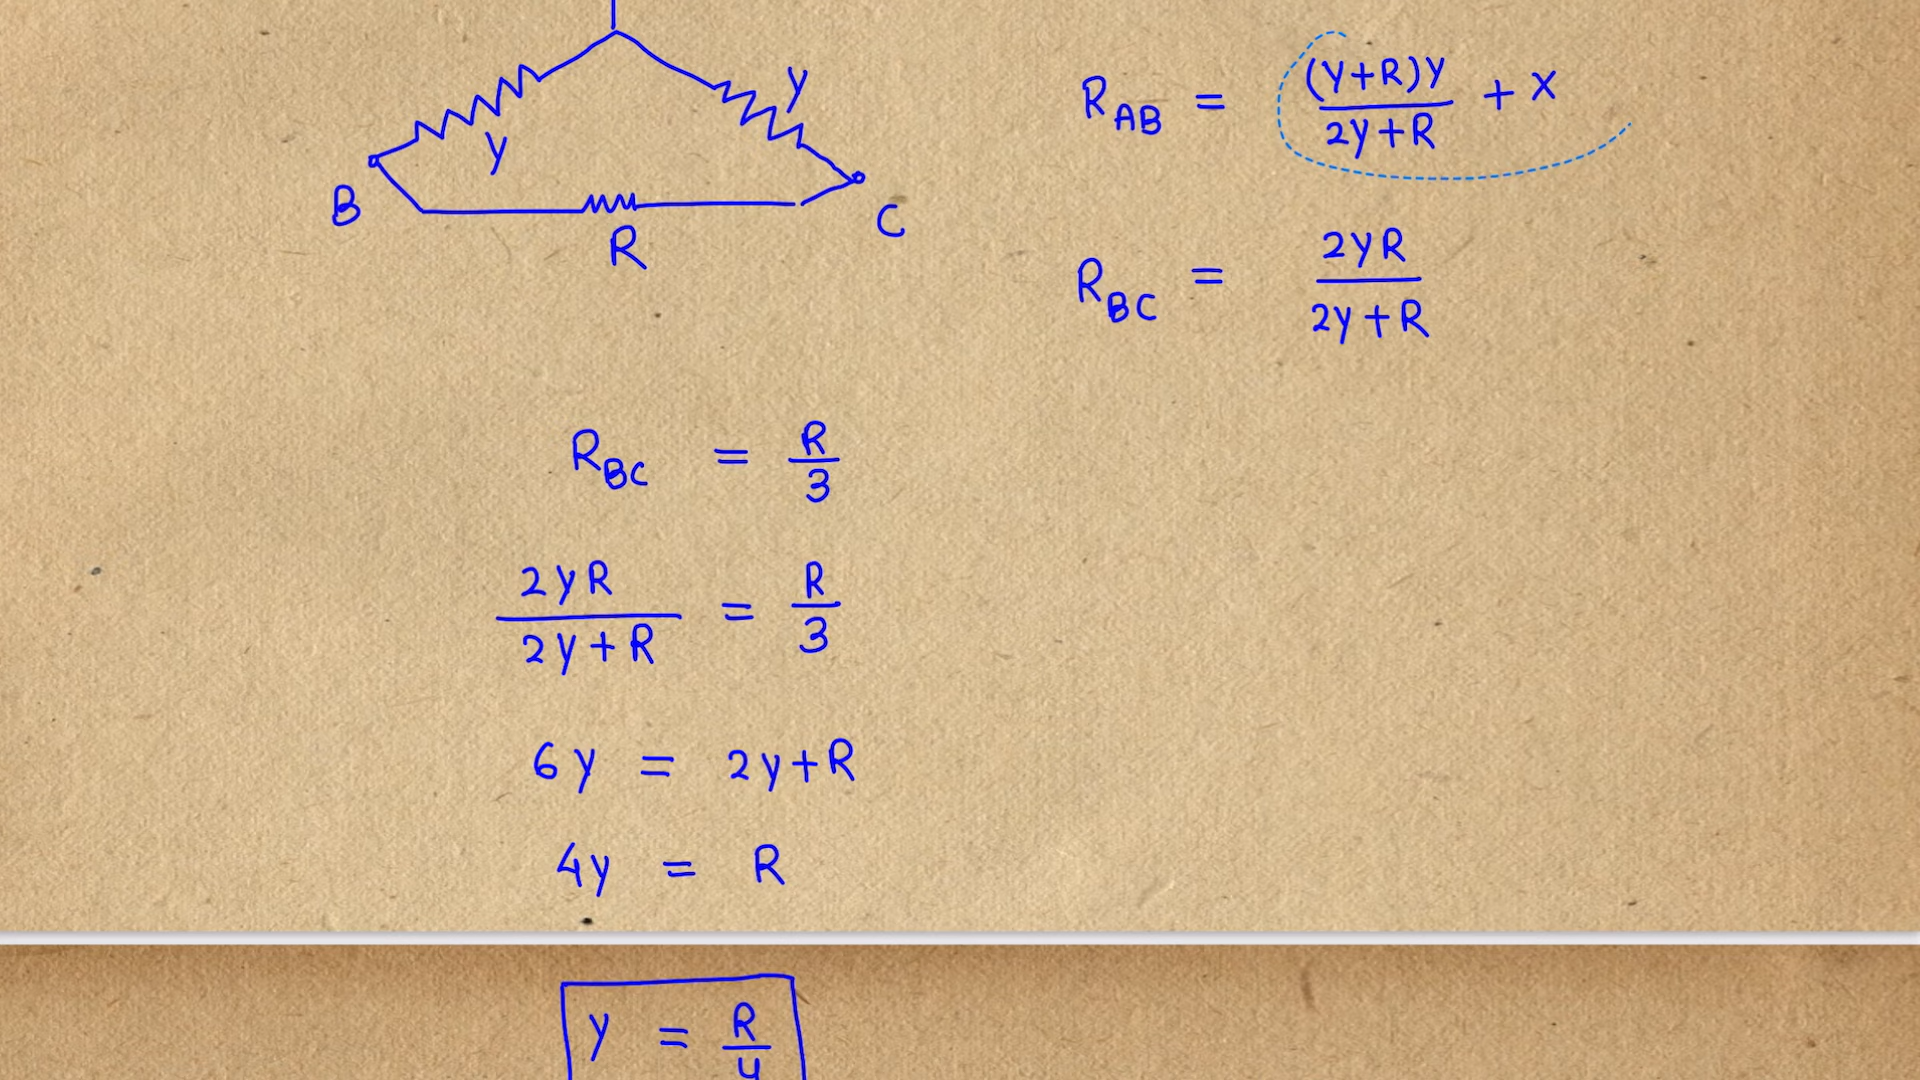 y
y
B
C
R
R_AB = (y+R)y / 2y+R + x
R_BC = 2yR / 2y+R
R_BC = R/3
2yR / 2y+R = R/3
6y = 2y+R
4y = R
y = R/4